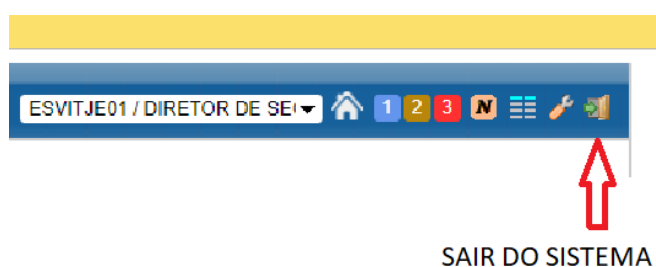 ESVITJE01 / DIRETOR DE SE
1 2 3 N
SAIR DO SISTEMA